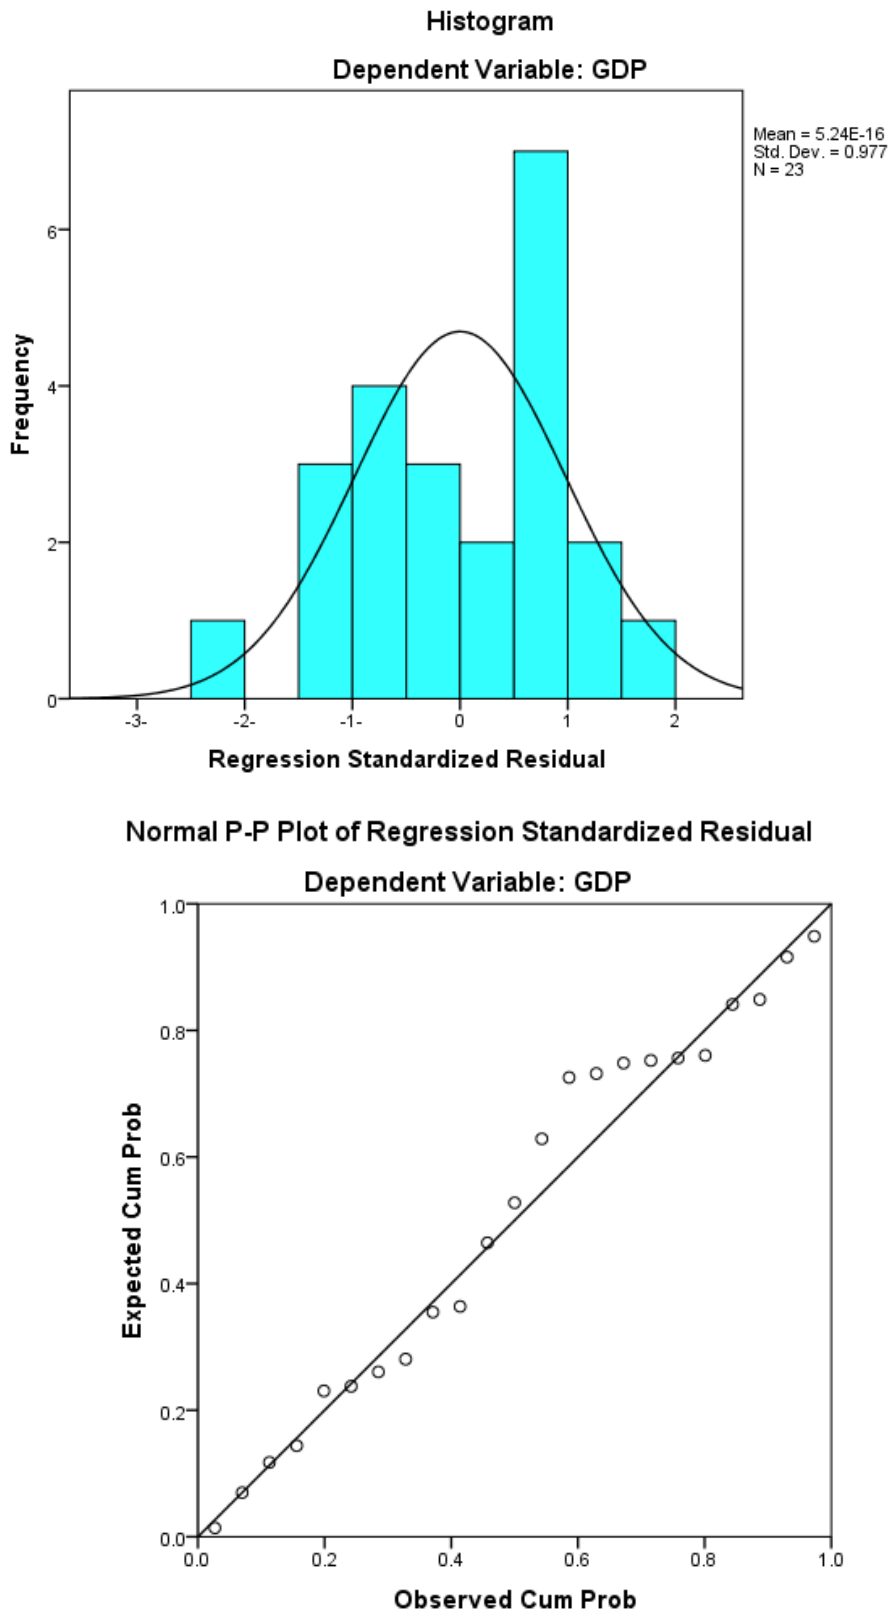 Histogram
Dependent Variable: GDP
Mean = 5.24E-16
Std. Dev. = 0.977
N = 23
6
4
2
0
Frequency
-3-
-2-
-1-
0
1
2
Regression Standardized Residual
Normal P-P Plot of Regression Standardized Residual
Dependent Variable: GDP
1.0
0.8
0.6
0.4
0.2
0.0
Expected Cum Prob
0.0
0.2
0.4
0.6
0.8
1.0
Observed Cum Prob